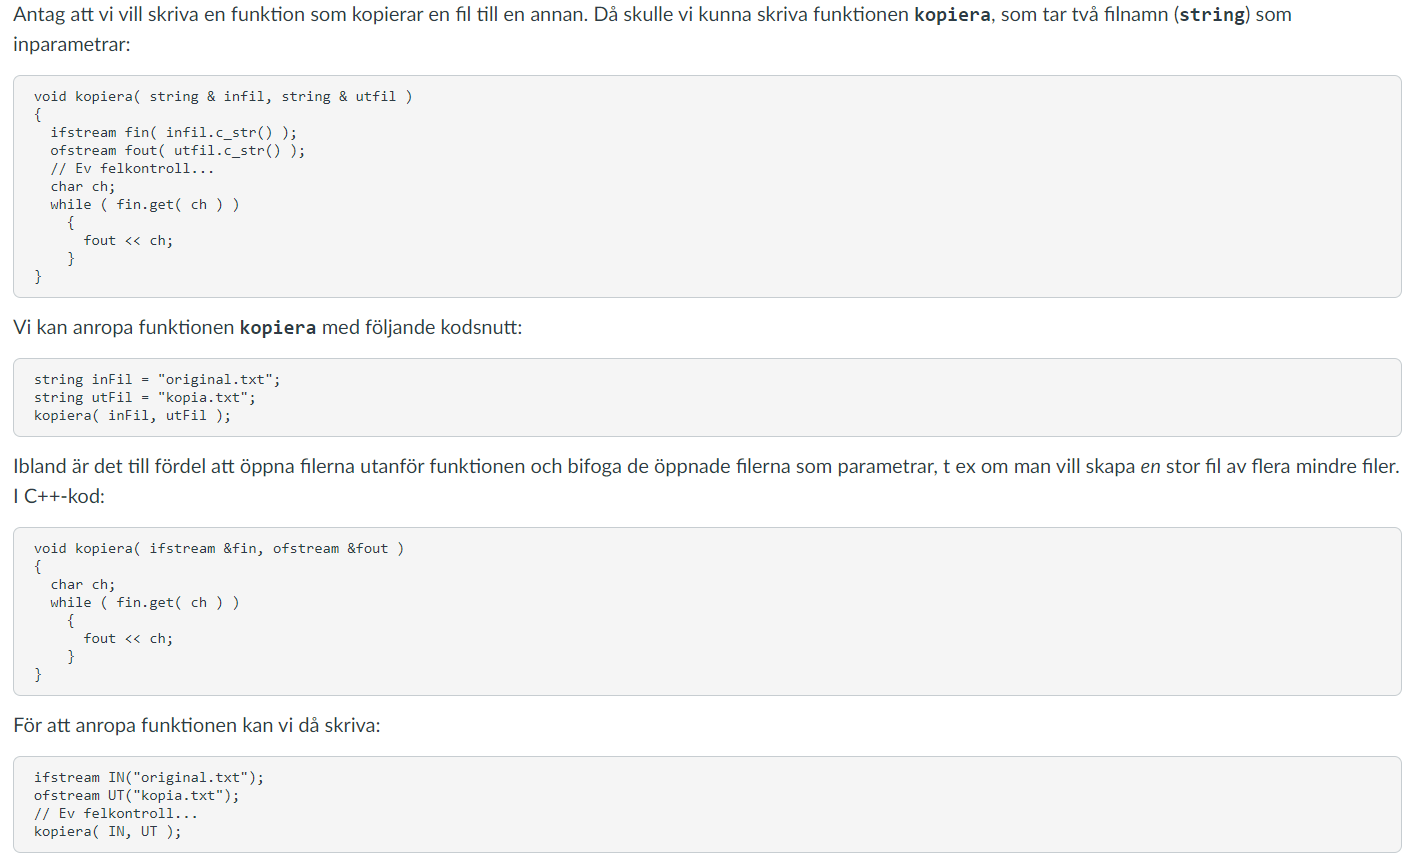 Antag att vi vill skriva en funktion som kopierar en fil till en annan. Då skulle vi kunna skriva funktionen kopiera, som tar två filnamn (string) som
inparametrar:
void kopiera( string & infil, string & utfil )
{
  ifstream fin( infil.c_str() );
  ofstream fout( utfil.c_str() );
  // Ev felkontroll...
  char ch;
  while ( fin.get( ch ) )
    {
      fout << ch;
    }
}
Vi kan anropa funktionen kopiera med följande kodsnutt:
string inFil = "original.txt";
string utFil = "kopia.txt";
kopiera( inFil, utFil );
Ibland är det till fördel att öppna filerna utanför funktionen och bifoga de öppnade filerna som parametrar, t ex om man vill skapa en stor fil av flera mindre filer.
I C++-kod:
void kopiera( ifstream &fin, ofstream &fout )
{
  char ch;
  while ( fin.get( ch ) )
    {
      fout << ch;
    }
}
För att anropa funktionen kan vi då skriva:
ifstream IN("original.txt");
ofstream UT("kopia.txt");
// Ev felkontroll...
kopiera( IN, UT );